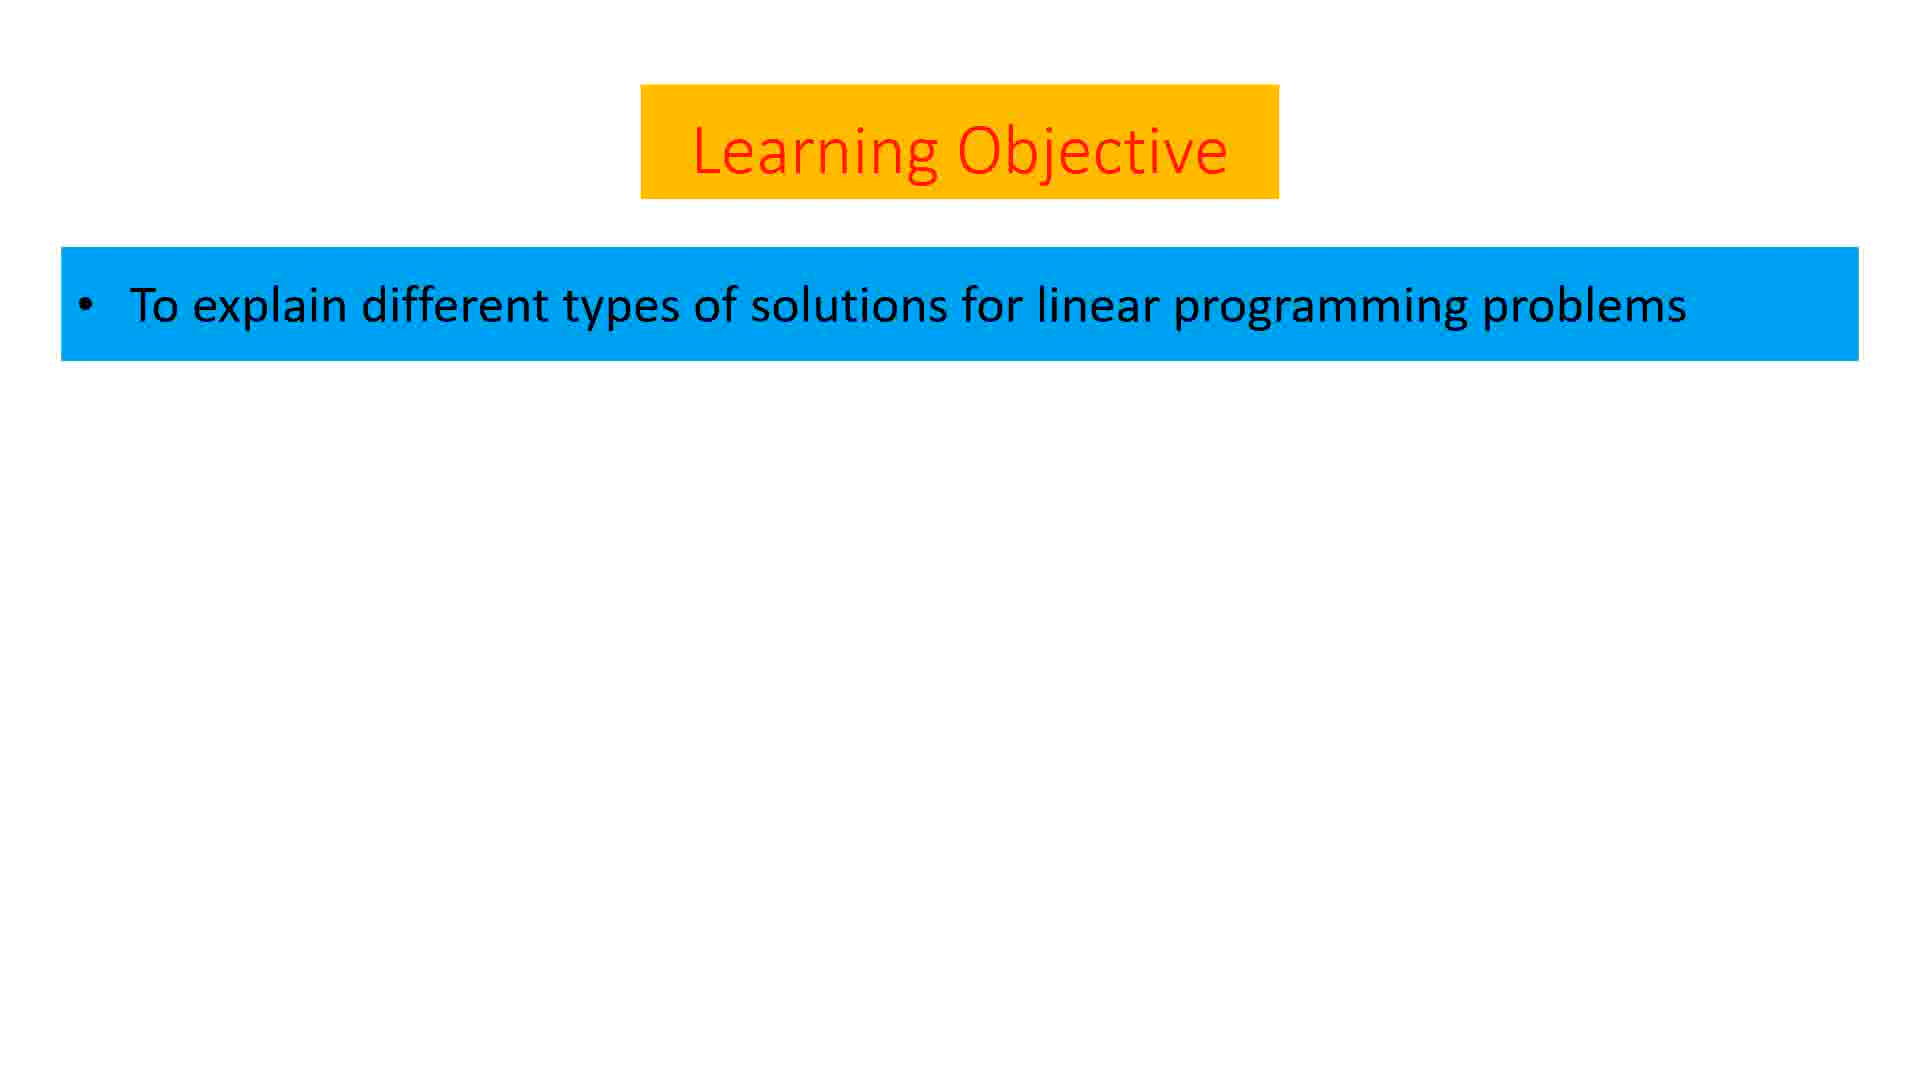 Learning Objective
• To explain different types of solutions for linear programming problems